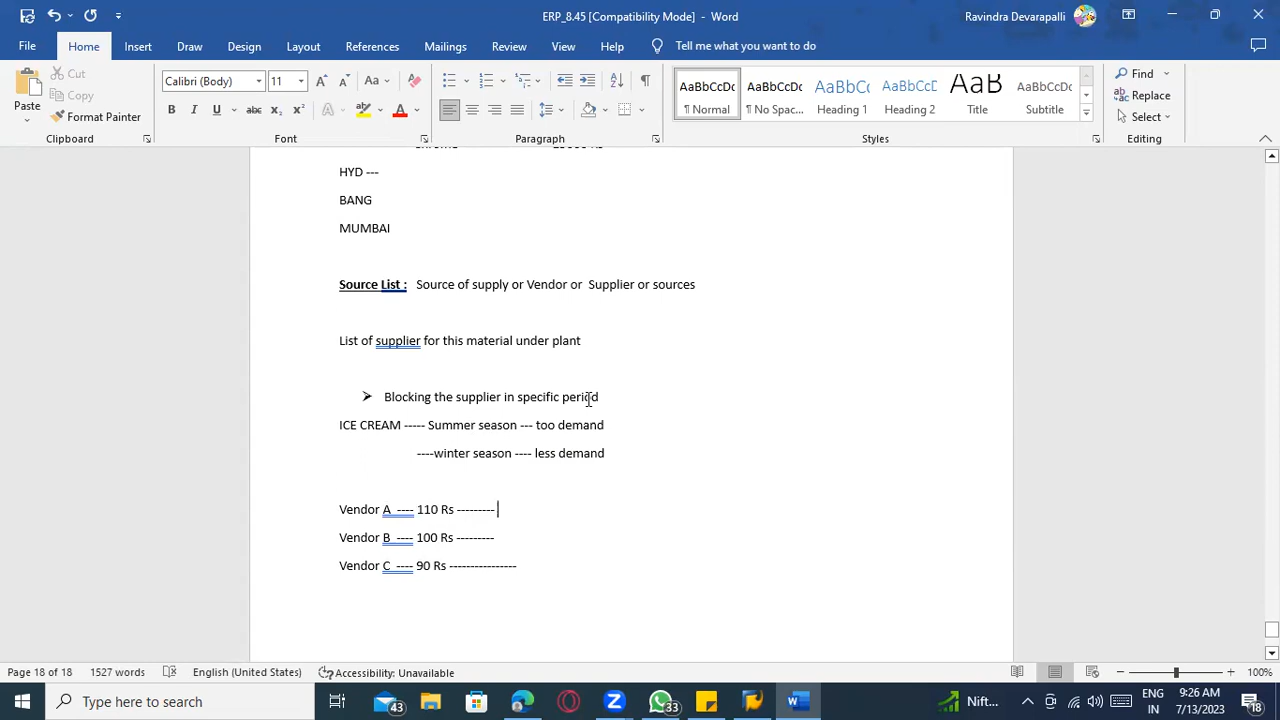 ERP_8.45 [Compatibility Mode] - Word
Ravindra Devarapalli
File Home Insert Draw Design Layout References Mailings Review View Help Tell me what you want to do
Paste
Cut
Copy
Format Painter
Clipboard
Calibri (Body) 11
Font
Paragraph
AaBbCcDc AaBbCcDc AaBbCc AaBbCcD AaB AaBbCcD
¶ Normal ¶ No Spac... Heading 1 Heading 2 Title Subtitle
Styles
Find
Replace
Select
Editing
HYD ---
BANG
MUMBAI
Source List : Source of supply or Vendor or Supplier or sources
List of supplier for this material under plant
➢ Blocking the supplier in specific period
ICE CREAM ----- Summer season --- too demand
----winter season ---- less demand
Vendor A ---- 110 Rs ---------
Vendor B ---- 100 Rs ---------
Vendor C ---- 90 Rs ----------------
Page 18 of 18 1527 words English (United States) Accessibility: Unavailable 100%
Type here to search
43
33
Nift...
ENG
IN
9:26 AM
7/13/2023
18